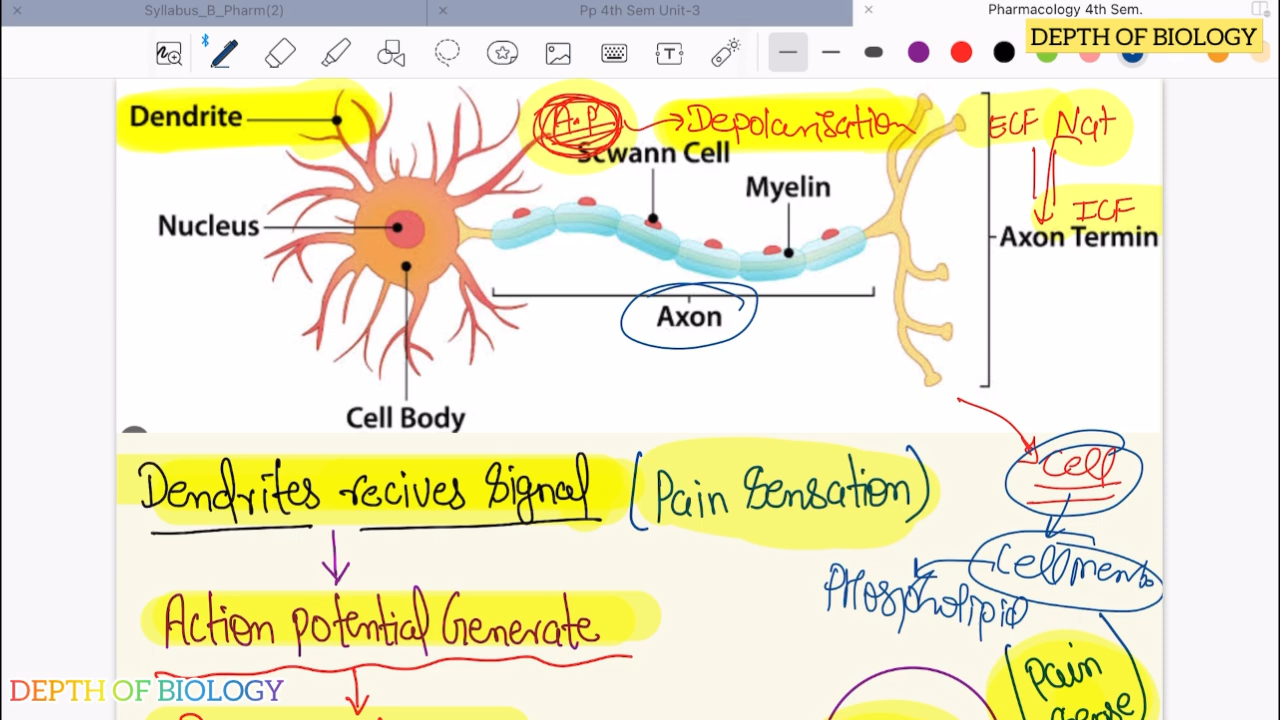 Syllabus_B_Pharm(2)
Pp 4th Sem Unit-3
Pharmacology 4th Sem.
DEPTH OF BIOLOGY
Dendrite
A.P
Depolarisation
ECF Na+
Scwann Cell
Myelin
ICF
Nucleus
Axon Termin
Axon
Cell Body
cell
Dendrites recives signal (Pain Sensation)
Cell memb
Phospholipid
Action potential Generate
(Pain
Sense
DEPTH OF BIOLOGY